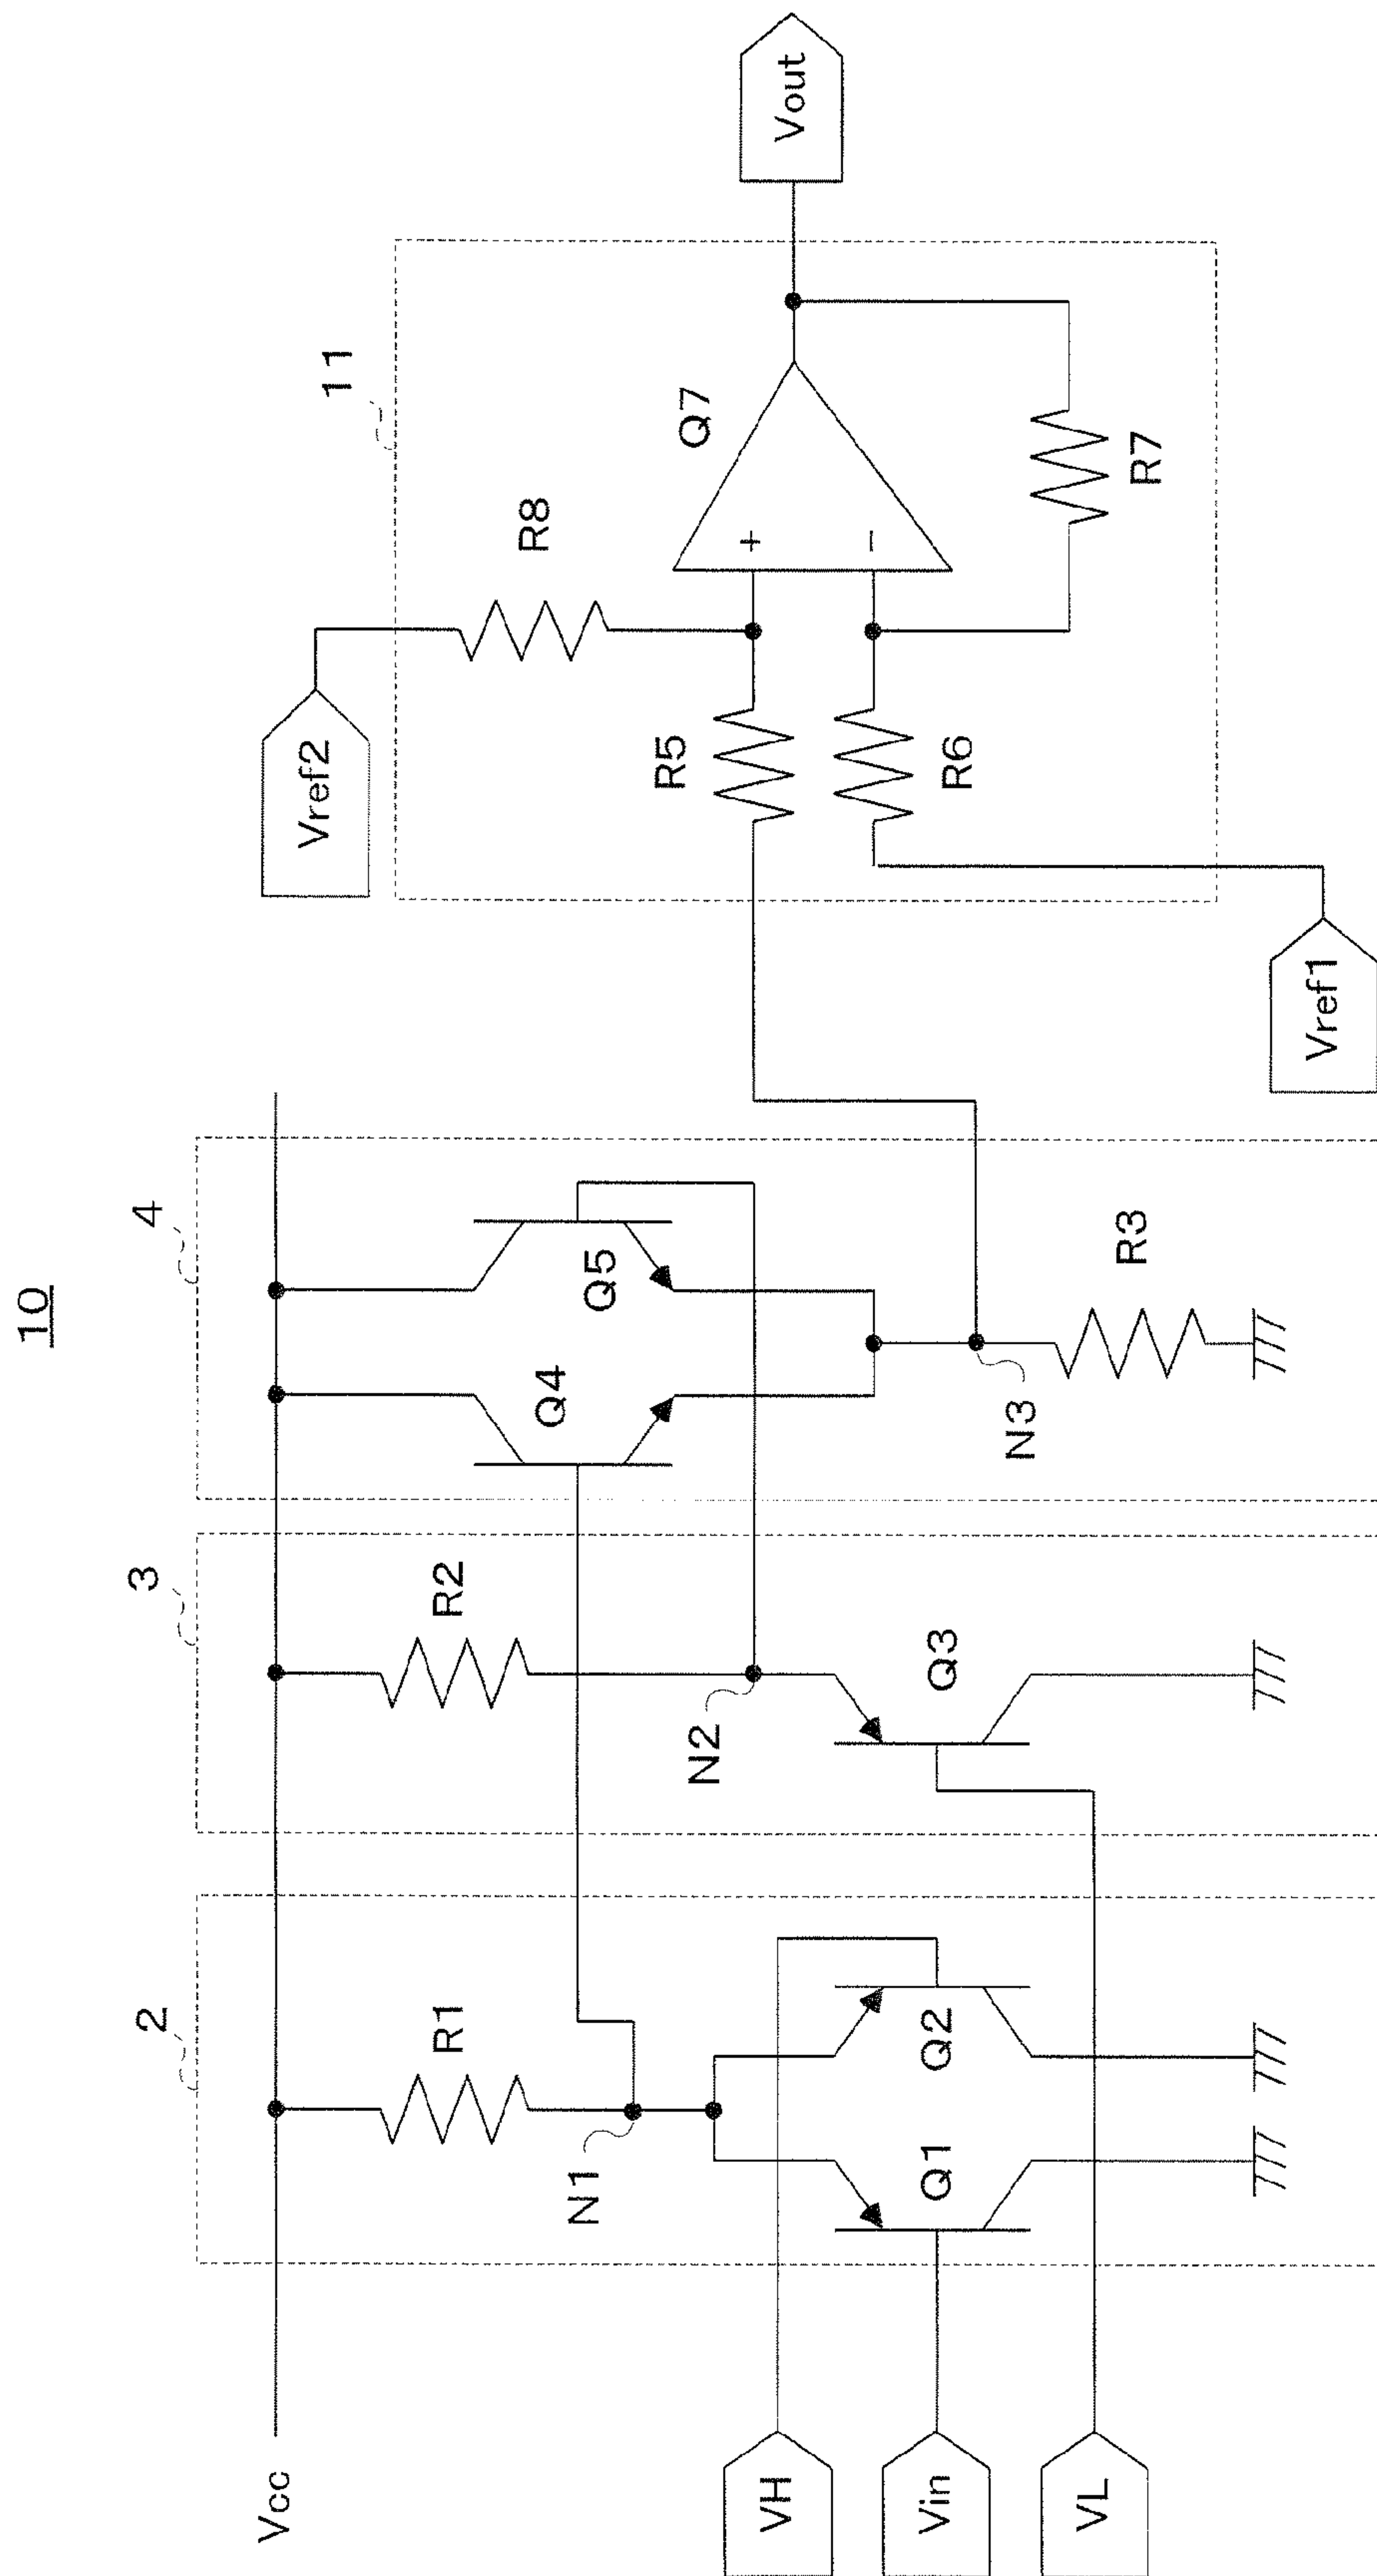 10
Vcc
2
3
4
11
R1
R2
R8
Vref2
N1
N2
Q4
Q5
Q7
Vout
VH
Vin
VL
Q1
Q2
Q3
N3
R3
R5
R6
+
-
R7
Vref1